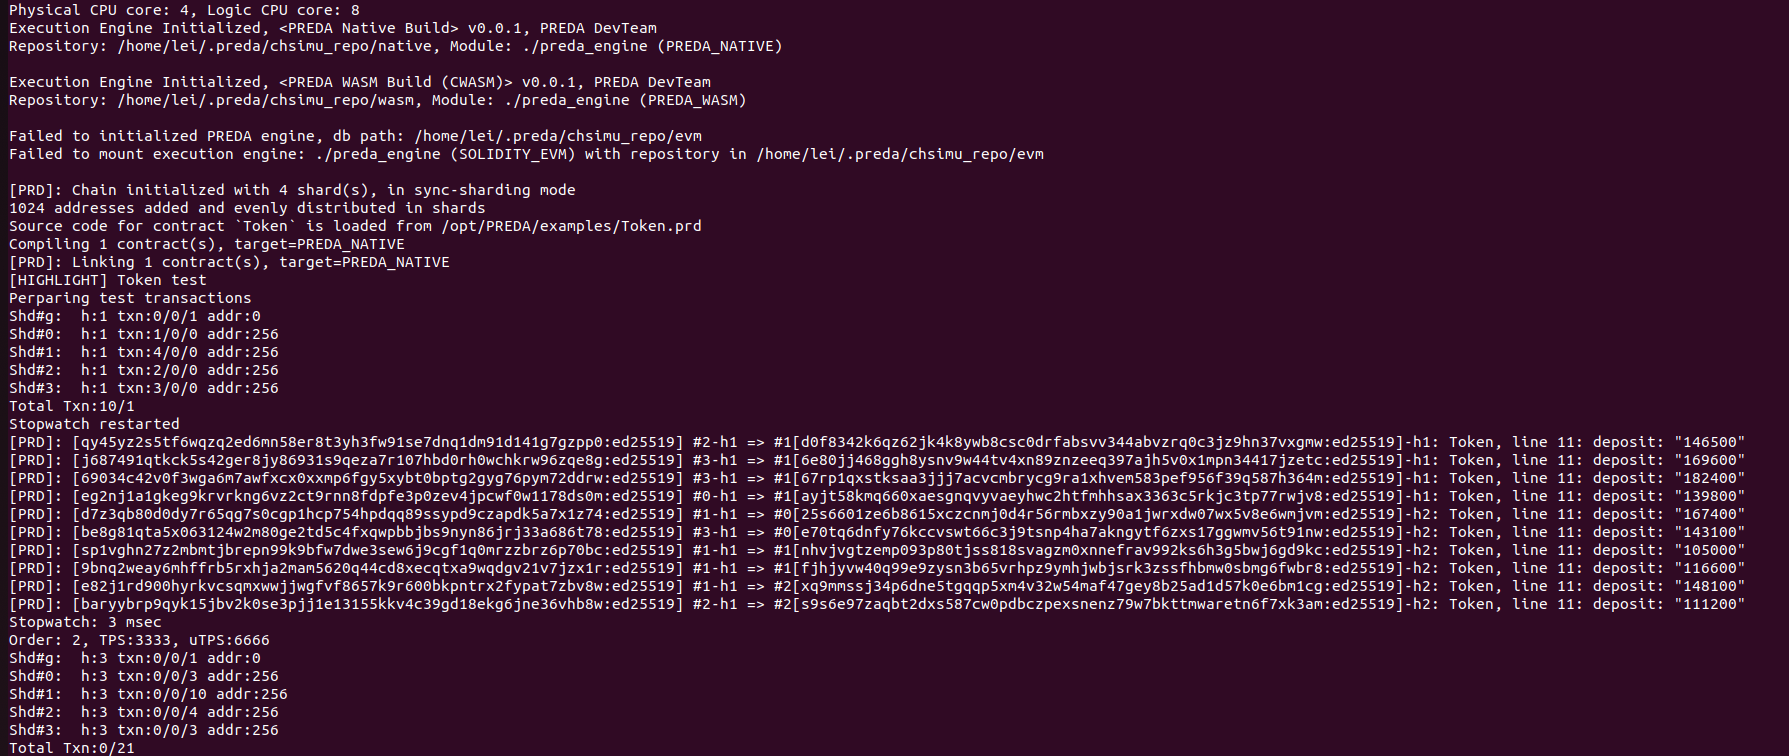 Physical CPU core: 4, Logic CPU core: 8
Execution Engine Initialized, <PREDA Native Build> v0.0.1, PREDA DevTeam
Repository: /home/lei/.preda/chsimu_repo/native, Module: ./preda_engine (PREDA_NATIVE)
Execution Engine Initialized, <PREDA WASM Build (CWASM)> v0.0.1, PREDA DevTeam
Repository: /home/lei/.preda/chsimu_repo/wasm, Module: ./preda_engine (PREDA_WASM)
Failed to initialized PREDA engine, db path: /home/lei/.preda/chsimu_repo/evm
Failed to mount execution engine: ./preda_engine (SOLIDITY_EVM) with repository in /home/lei/.preda/chsimu_repo/evm
[PRD]: Chain initialized with 4 shard(s), in sync-sharding mode
1024 addresses added and evenly distributed in shards
Source code for contract `Token` is loaded from /opt/PREDA/examples/Token.prd
Compiling 1 contract(s), target=PREDA_NATIVE
[PRD]: Linking 1 contract(s), target=PREDA_NATIVE
[HIGHLIGHT] Token test
Perparing test transactions
Shd#g:  h:1 txn:0/0/1 addr:0
Shd#0:  h:1 txn:1/0/0 addr:256
Shd#1:  h:1 txn:4/0/0 addr:256
Shd#2:  h:1 txn:2/0/0 addr:256
Shd#3:  h:1 txn:3/0/0 addr:256
Total Txn:10/1
Stopwatch restarted
[PRD]: [qy45yz2s5tf6wqzq2ed6mn58er8t3yh3fw91se7dnq1dm91d141g7gzpp0:ed25519] #2-h1 => #1[d0f8342k6qz62jk4k8ywb8csc0drfabsvv344abvzrq0c3jz9hn37vxgmw:ed25519]-h1: Token, line 11: deposit: "146500"
[PRD]: [j687491qtkck5s42ger8jy86931s9qeza7r107hbd0rh0wchkrw96zqe8g:ed25519] #3-h1 => #1[6e80jj468ggh8ysnv9w44tv4xn89znzeeq397ajh5v0x1mpn34417jzetc:ed25519]-h1: Token, line 11: deposit: "169600"
[PRD]: [69034c42v0f3wga6m7awfxcx0xxmp6fgy5xybt0bptg2gyg76pym72ddrw:ed25519] #3-h1 => #1[67rp1qxstksaa3jjj7acvcmbrycg9ra1xhvem583pef956f39q587h364m:ed25519]-h1: Token, line 11: deposit: "182400"
[PRD]: [eg2nj1a1gkeg9krvrkng6vz2ct9rnn8fdpfe3p0zev4jpcwf0w1178ds0m:ed25519] #0-h1 => #1[ayjt58kmq660xaesgnqvyvaeyhwc2htfmhhsax3363c5rkjc3tp77rwjv8:ed25519]-h1: Token, line 11: deposit: "139800"
[PRD]: [d7z3qb80d0dy7r65qg7s0cgp1hcp754hpdqq89ssypd9czapdk5a7x1z74:ed25519] #1-h1 => #0[25s6601ze6b8615xczcnmj0d4r56rmbxzy90a1jwrxdw07wx5v8e6wmjvm:ed25519]-h2: Token, line 11: deposit: "167400"
[PRD]: [be8g81qta5x063124w2m80ge2td5c4fxqwpbbjbs9nyn86jrj33a686t78:ed25519] #3-h1 => #0[e70tq6dnfy76kccvswt66c3j9tsnp4ha7akngytf6zxs17ggwmv56t91nw:ed25519]-h2: Token, line 11: deposit: "143100"
[PRD]: [sp1vghn27z2mbmtjbrepn99k9bfw7dwe3sew6j9cgf1q0mrzzbrz6p70bc:ed25519] #1-h1 => #1[nhvjvgtzemp093p80tjss818svagzm0xnnefrav992ks6h3g5bwj6gd9kc:ed25519]-h2: Token, line 11: deposit: "105000"
[PRD]: [9bnq2weay6mhffrb5rxhja2mam5620q44cd8xecqtxa9wqdgv21v7jzx1r:ed25519] #1-h1 => #1[fjhjyvw40q99e9zysn3b65vrhpz9ymhjwbjsrk3zssfhbmw0sbmg6fwbr8:ed25519]-h2: Token, line 11: deposit: "116600"
[PRD]: [e82j1rd900hyrkvcsqmxwwjjwgfvf8657k9r600bkpntrx2fypat7zbv8w:ed25519] #1-h1 => #2[xq9mmssj34p6dne5tgqqp5xm4v32w54maf47gey8b25ad1d57k0e6bm1cg:ed25519]-h2: Token, line 11: deposit: "148100"
[PRD]: [baryybrp9qyk15jbv2k0se3pjj1e13155kkv4c39gd18ekg6jne36vhb8w:ed25519] #2-h1 => #2[s9s6e97zaqbt2dxs587cw0pdbczpexsnenz79w7bkttmwaretn6f7xk3am:ed25519]-h2: Token, line 11: deposit: "111200"
Stopwatch: 3 msec
Order: 2, TPS:3333, uTPS:6666
Shd#g:  h:3 txn:0/0/1 addr:0
Shd#0:  h:3 txn:0/0/3 addr:256
Shd#1:  h:3 txn:0/0/10 addr:256
Shd#2:  h:3 txn:0/0/4 addr:256
Shd#3:  h:3 txn:0/0/3 addr:256
Total Txn:0/21